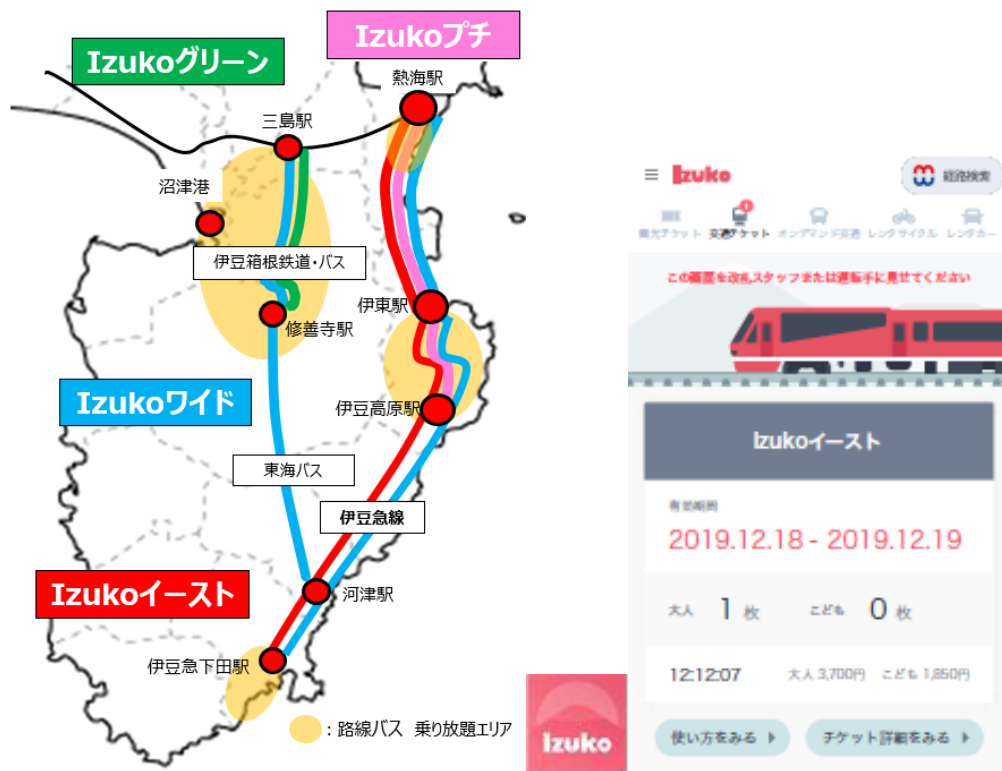 Izukoプチ
Izukoグリーン
熱海駅
三島駅
沼津港
伊豆箱根鉄道・バス
伊東駅
修善寺駅
Izukoワイド
伊豆高原駅
東海バス
伊豆急線
Izukoイースト
河津駅
伊豆急下田駅
：路線バス 乗り放題エリア
Izuko
Izuko
経路検索
観光チケット 交通チケット オンデマンド交通 レンタサイクル レンタカー
1
この画面を改札スタッフまたは運転手に見せてください
Izukoイースト
有効期間
2019.12.18 - 2019.12.19
大人 1 枚 こども 0 枚
12:12:07 大人 3,700円 こども 1,850円
使い方をみる
チケット詳細をみる